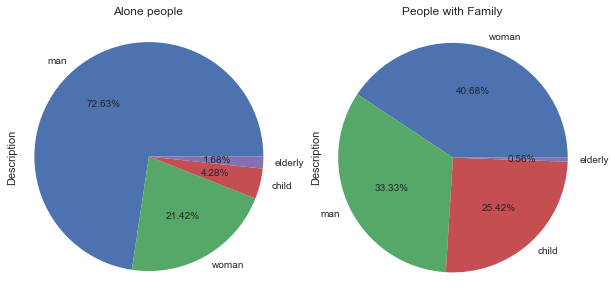 Alone people
man
72.63%
Description
1.68%
elderly
4.28%
child
21.42%
woman
People with Family
woman
40.68%
Description
0.56%
elderly
33.33%
man
25.42%
child